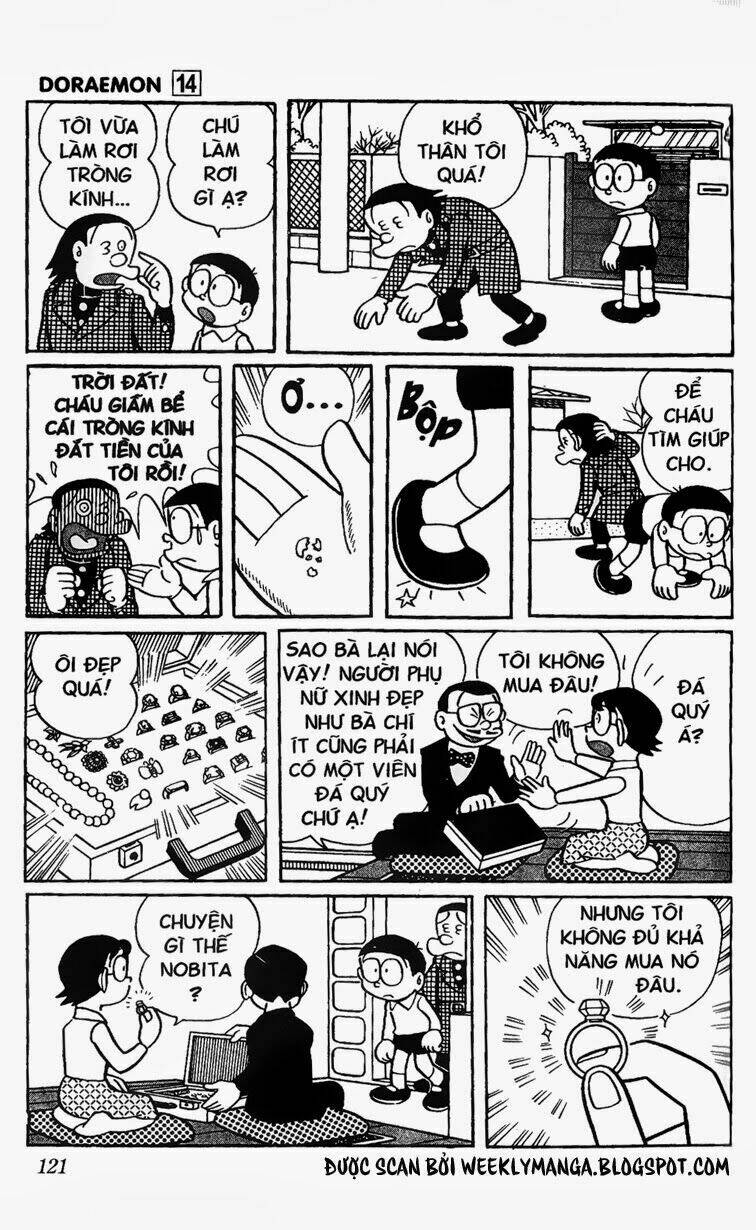 DORAEMON 14
TÔI VỪA
LÀM RƠI
TRÒNG
KÍNH...
CHÚ
LÀM
RƠI
GÌ Ạ?
KHỔ
THÂN TÔI
QUÁ!
TRỜI ĐẤT!
CHÁU GIẪM BỂ
CÁI TRÒNG KÍNH
ĐẮT TIỀN CỦA
TÔI RỒI!
Ơ...
BỘP
ĐỂ
CHÁU
TÌM GIÚP
CHO.
ÔI ĐẸP
QUÁ!
SAO BÀ LẠI NÓI
VẬY! NGƯỜI PHỤ
NỮ XINH ĐẸP
NHƯ BÀ CHÍ
ÍT CŨNG PHẢI
CÓ MỘT VIÊN
ĐÁ QUÝ
CHỨ Ạ!
TÔI KHÔNG
MUA ĐÂU!
ĐÁ
QUÝ
Á?
CHUYỆN
GÌ THẾ
NOBITA
?
NHƯNG TÔI
KHÔNG ĐỦ KHẢ
NĂNG MUA NÓ
ĐÂU.
121
ĐƯỢC SCAN BỞI WEEKLYMANGA.BLOGSPOT.COM